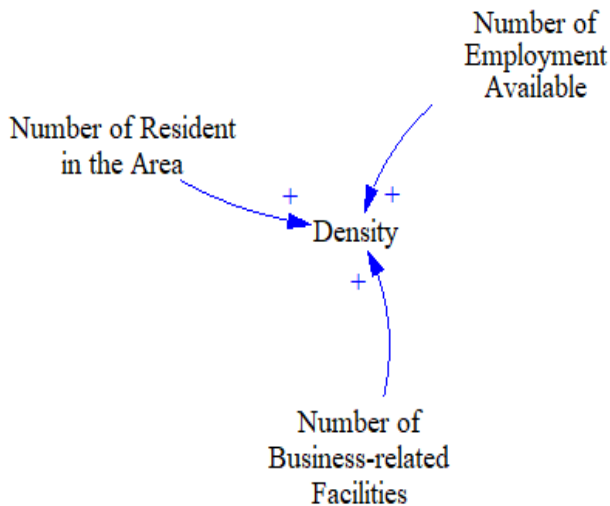 Number of
Employment
Available
Number of Resident
in the Area
+
+
Density
+
Number of
Business-related
Facilities